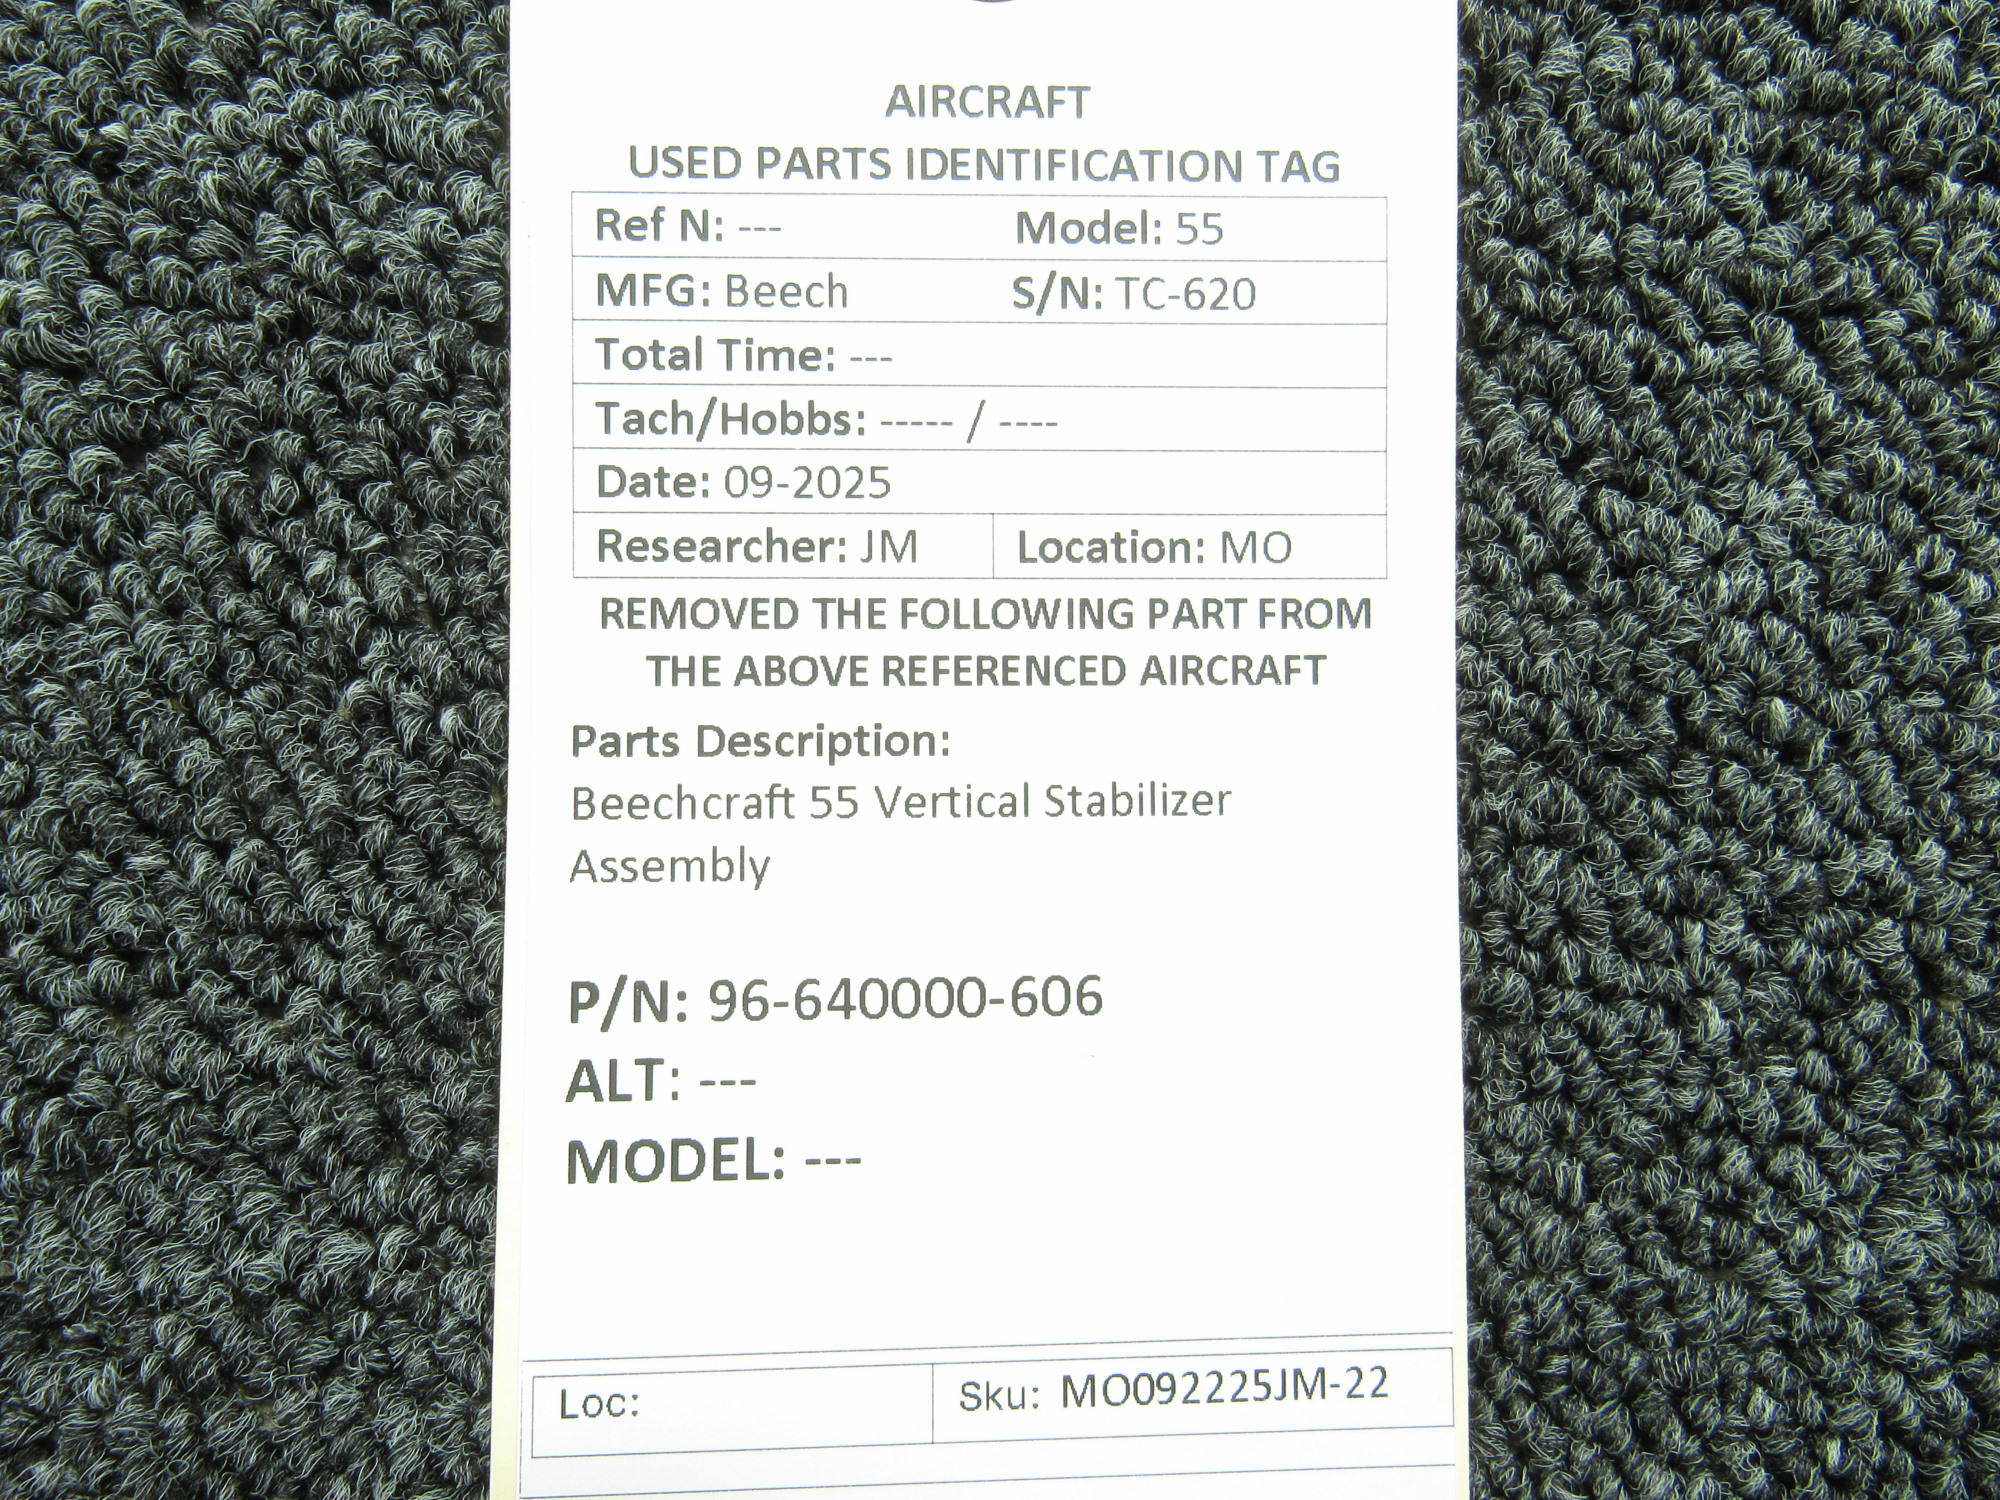 AIRCRAFT
USED PARTS IDENTIFICATION TAG
Ref N: --- Model: 55
MFG: Beech S/N: TC-620
Total Time: ---
Tach/Hobbs: ----- / ----
Date: 09-2025
Researcher: JM Location: MO
REMOVED THE FOLLOWING PART FROM
THE ABOVE REFERENCED AIRCRAFT
Parts Description:
Beechcraft 55 Vertical Stabilizer
Assembly
P/N: 96-640000-606
ALT: ---
MODEL: ---
Loc: Sku: MO092225JM-22